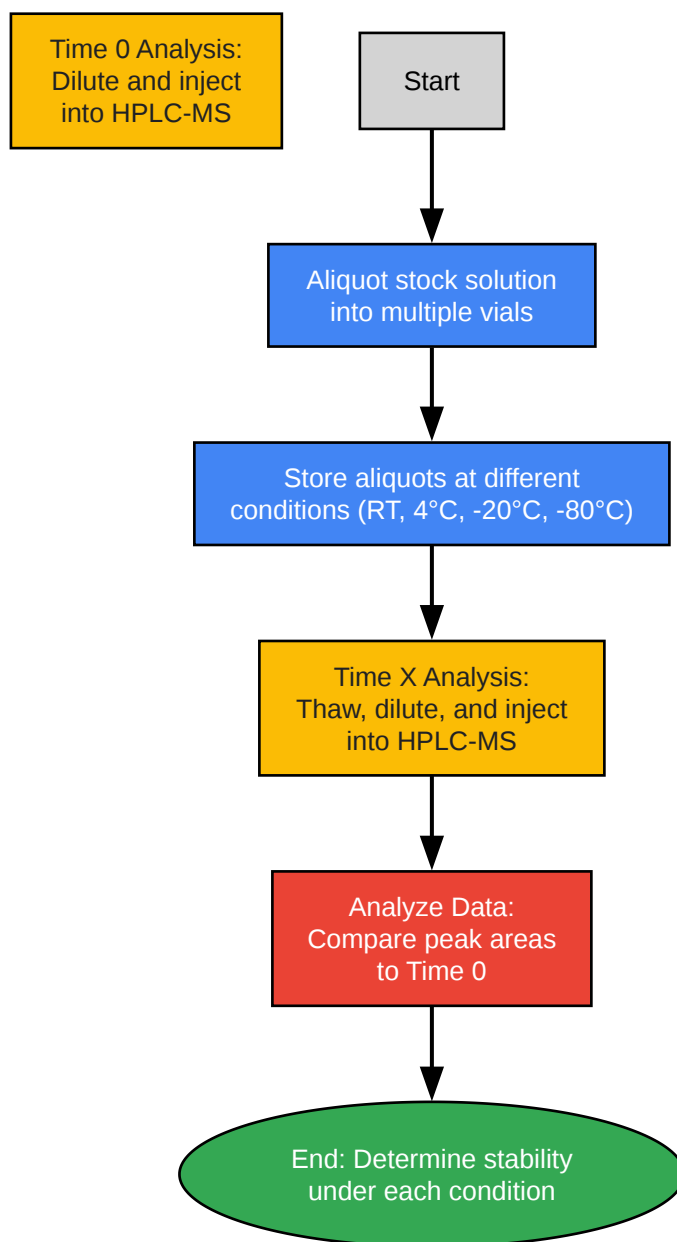 Time 0 Analysis:
Dilute and inject
into HPLC-MS
Start
Aliquot stock solution
into multiple vials
Store aliquots at different
conditions (RT, 4°C, -20°C, -80°C)
Time X Analysis:
Thaw, dilute, and inject
into HPLC-MS
Analyze Data:
Compare peak areas
to Time 0
End: Determine stability
under each condition